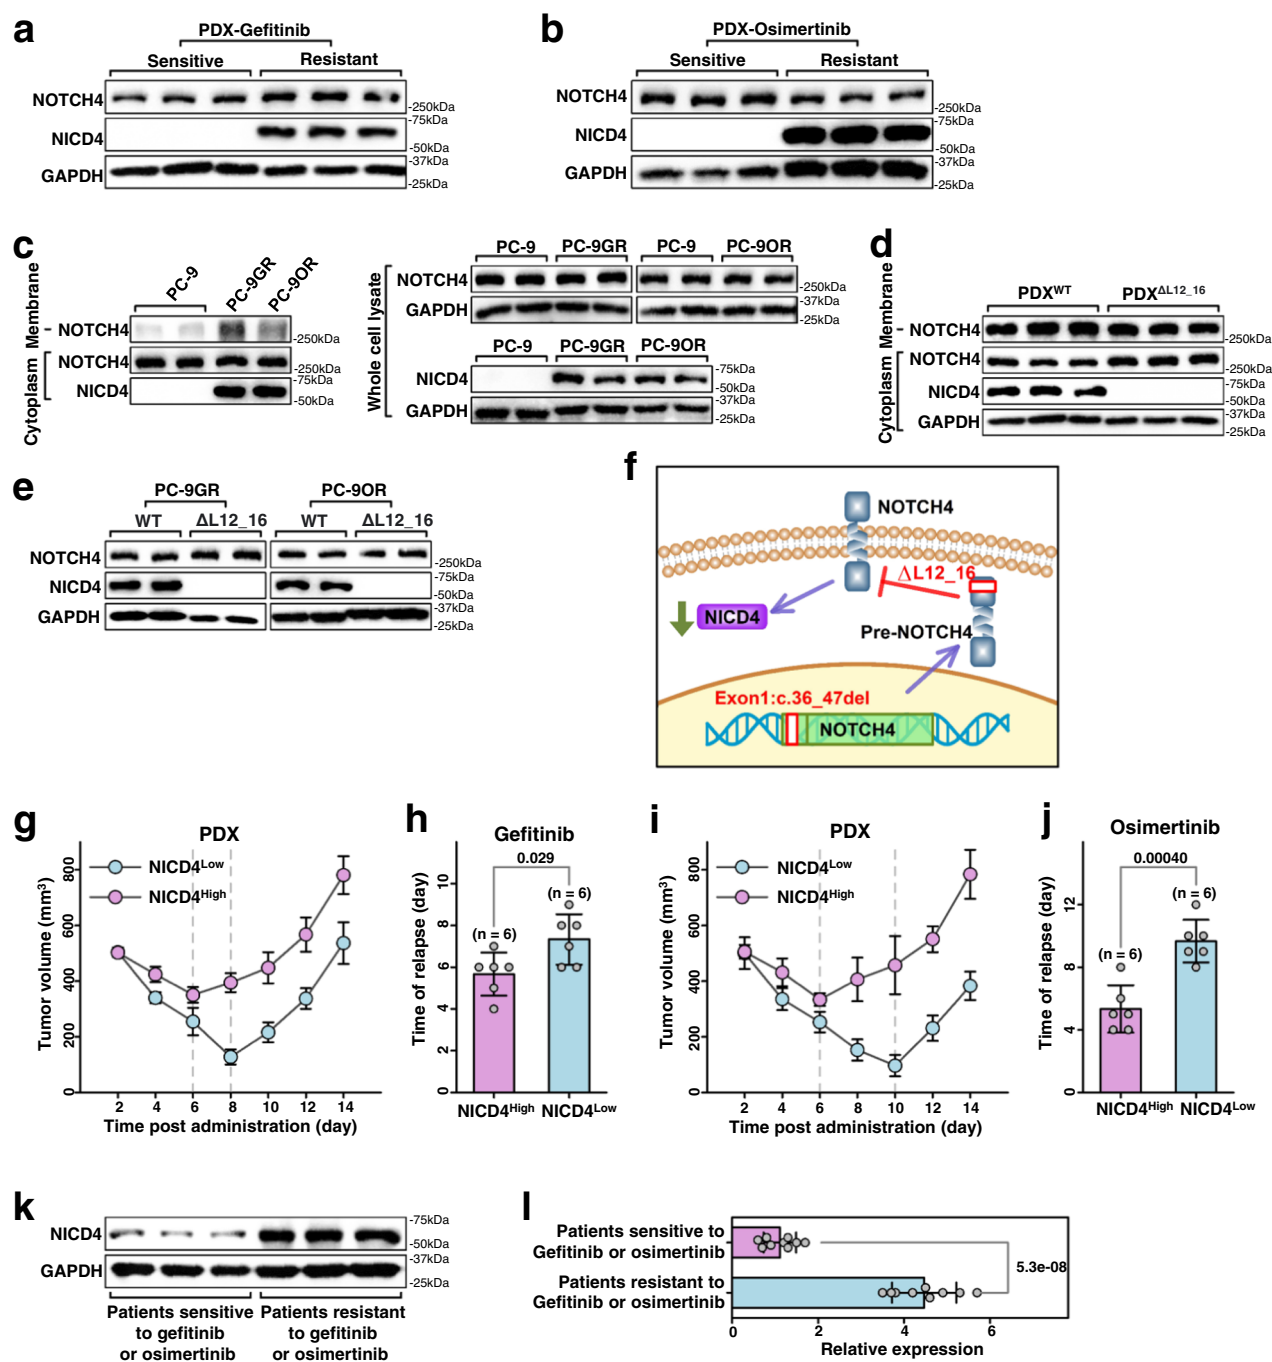 a
PDX-Gefitinib
Sensitive Resistant
NOTCH4 -250kDa
NICD4 -75kDa
-50kDa
GAPDH -37kDa
-25kDa
b
PDX-Osimertinib
Sensitive Resistant
NOTCH4 -250kDa
NICD4 -75kDa
-50kDa
GAPDH -37kDa
-25kDa
c
PC-9 PC-9GR PC-9OR
Membrane
NOTCH4 -250kDa
Cytoplasm
NOTCH4 -250kDa
NICD4 -75kDa
-50kDa
Whole cell lysate
PC-9 PC-9GR PC-9 PC-9OR
NOTCH4 -250kDa
GAPDH -37kDa
-25kDa
PC-9 PC-9GR PC-9OR
NICD4 -75kDa
-50kDa
GAPDH -37kDa
-25kDa
d
PDXWT PDXΔL12_16
Membrane
NOTCH4 -250kDa
Cytoplasm
NOTCH4 -250kDa
NICD4 -75kDa
-50kDa
GAPDH -37kDa
-25kDa
e
PC-9GR PC-9OR
WT ΔL12_16 WT ΔL12_16
NOTCH4 -250kDa
NICD4 -75kDa
-50kDa
GAPDH -37kDa
-25kDa
f
NOTCH4
ΔL12_16
NICD4
Pre-NOTCH4
Exon1:c.36_47del
NOTCH4
g
PDX
NICD4Low
NICD4High
Tumor volume (mm3)
0 200 400 600 800
2 4 6 8 10 12 14
Time post administration (day)
h
Gefitinib
0.029
(n = 6)
(n = 6)
Time of relapse (day)
0 2 4 6 8 10
NICD4High NICD4Low
i
PDX
NICD4Low
NICD4High
Tumor volume (mm3)
0 200 400 600 800
2 4 6 8 10 12 14
Time post administration (day)
j
Osimertinib
0.00040
(n = 6)
(n = 6)
Time of relapse (day)
0 4 8 12
NICD4High NICD4Low
k
NICD4 -75kDa
-50kDa
GAPDH -37kDa
-25kDa
Patients sensitive Patients resistant
to gefitinib to gefitinib
or osimertinib or osimertinib
l
Patients sensitive to
Gefitinib or osimertinib
Patients resistant to
Gefitinib or osimertinib
5.3e-08
0 2 4 6
Relative expression